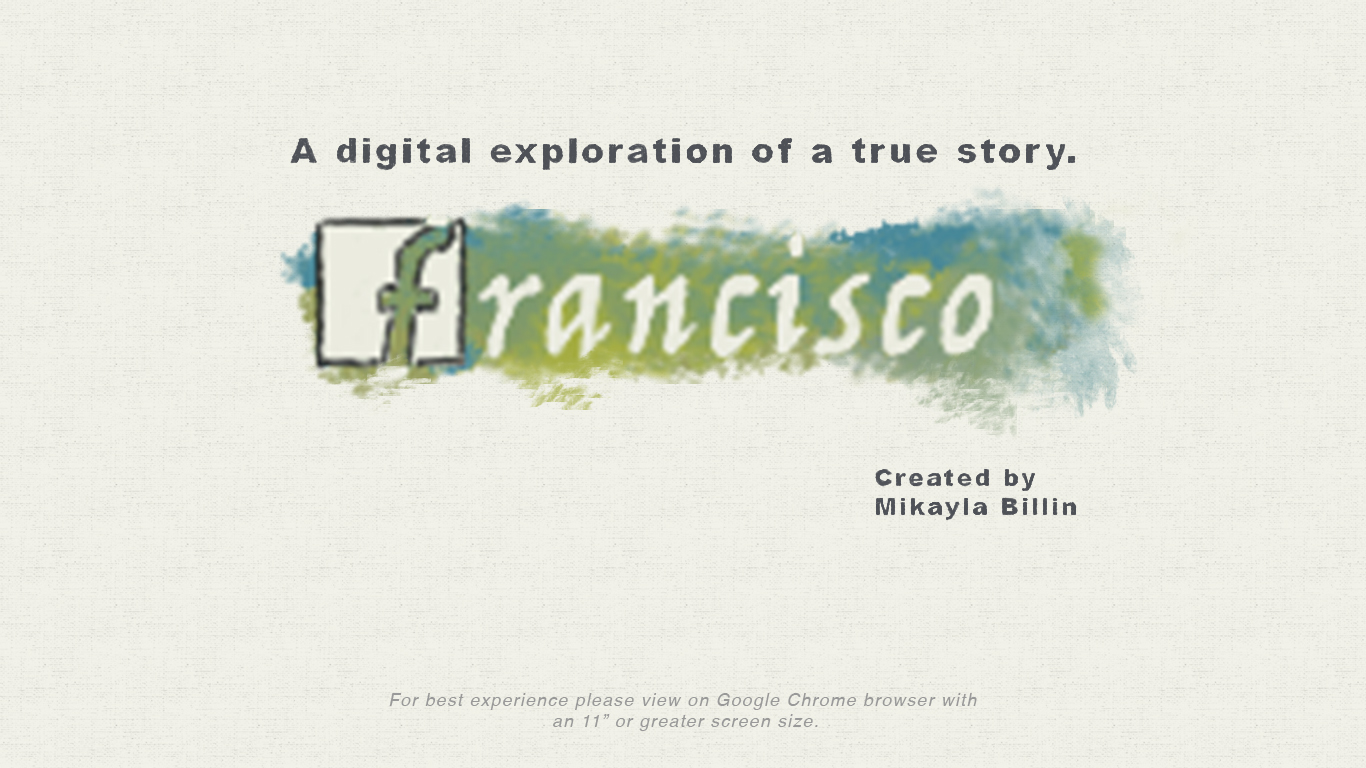 A digital exploration of a true story.
francisco
Created by
Mikayla Billin
For best experience please view on Google Chrome browser with
an 11” or greater screen size.